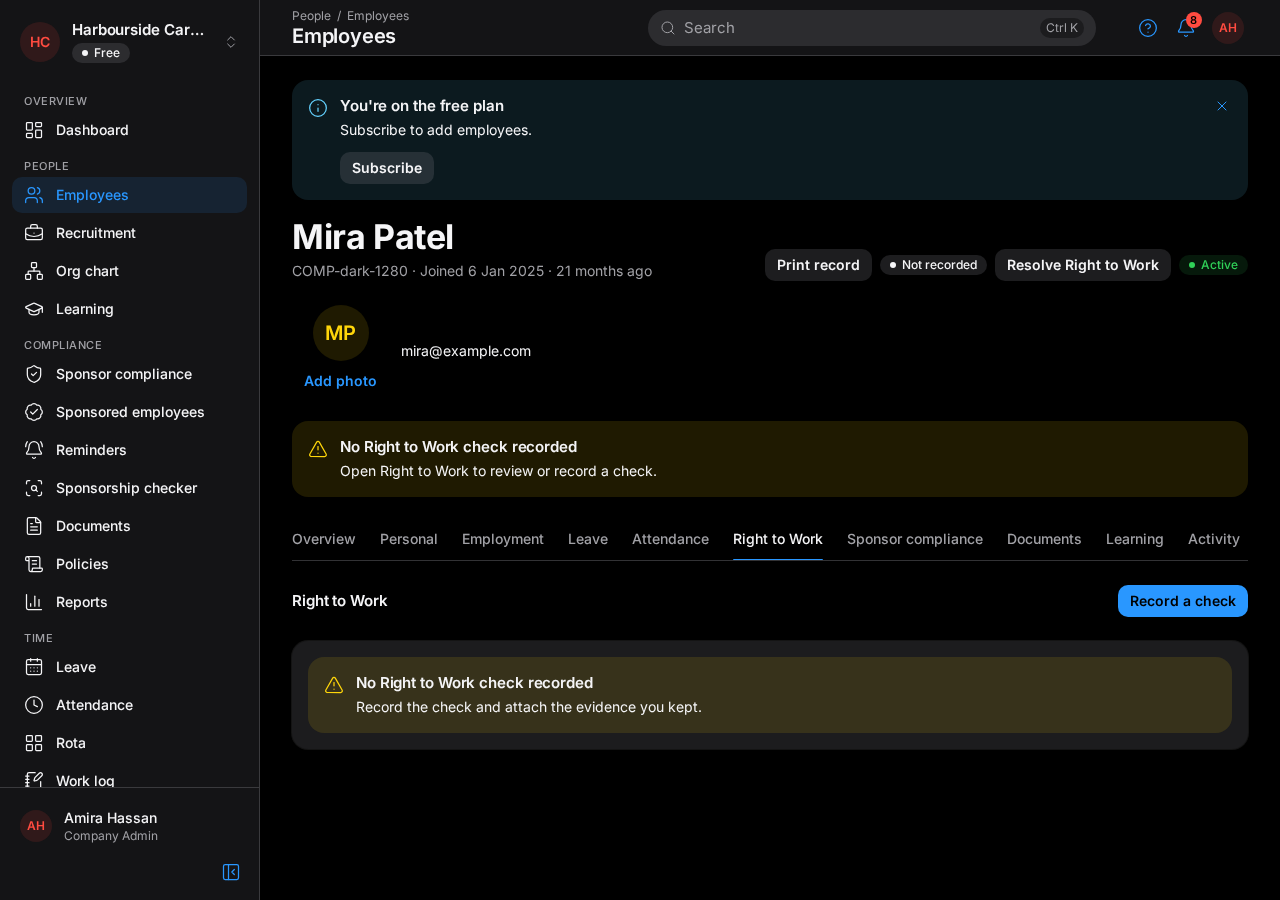 HC
Harbourside Car...
Free
OVERVIEW
Dashboard
PEOPLE
Employees
Recruitment
Org chart
Learning
COMPLIANCE
Sponsor compliance
Sponsored employees
Reminders
Sponsorship checker
Documents
Policies
Reports
TIME
Leave
Attendance
Rota
Work log
AH
Amira Hassan
Company Admin
People / Employees
Employees
Search
Ctrl K
8
AH
You're on the free plan
Subscribe to add employees.
Subscribe
Mira Patel
COMP-dark-1280 · Joined 6 Jan 2025 · 21 months ago
Print record
Not recorded
Resolve Right to Work
Active
MP
Add photo
mira@example.com
No Right to Work check recorded
Open Right to Work to review or record a check.
Overview Personal Employment Leave Attendance Right to Work Sponsor compliance Documents Learning Activity
Right to Work
Record a check
No Right to Work check recorded
Record the check and attach the evidence you kept.